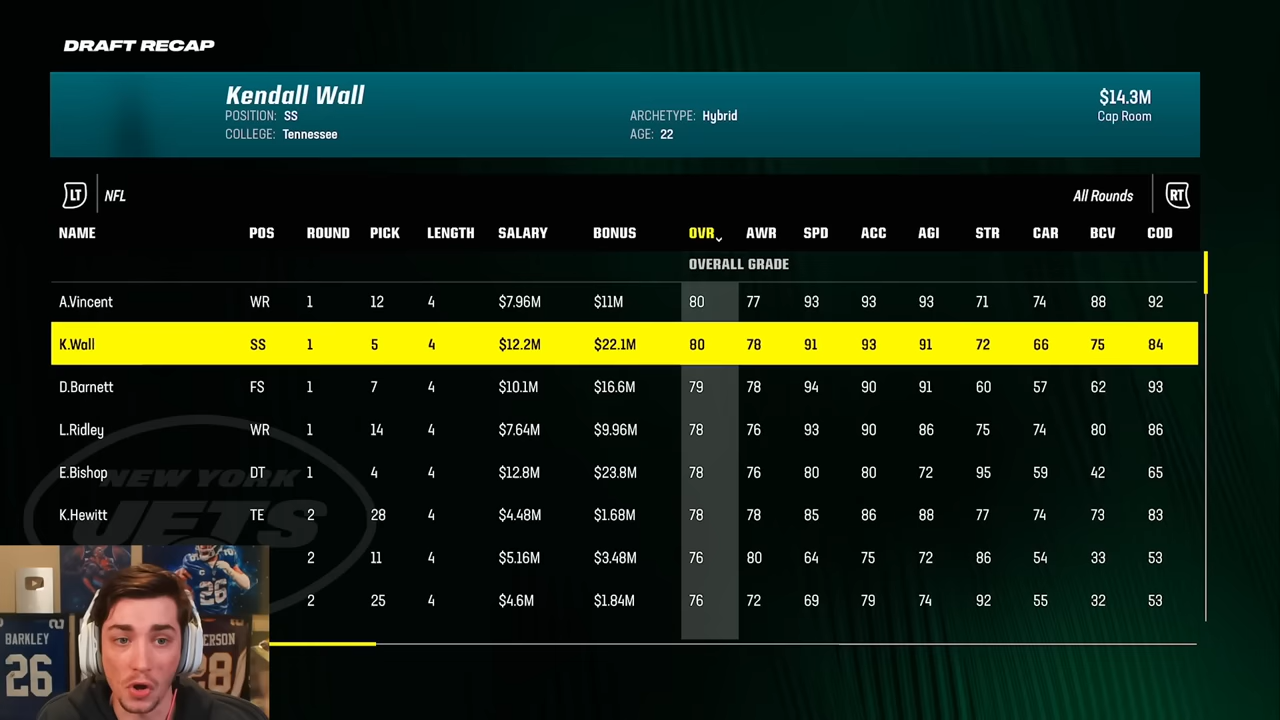 DRAFT RECAP
Kendall Wall
POSITION: SS
COLLEGE: Tennessee
ARCHETYPE: Hybrid
AGE: 22
$14.3M
Cap Room
LT NFL
All Rounds RT
NAME POS ROUND PICK LENGTH SALARY BONUS OVR AWR SPD ACC AGI STR CAR BCV COD
OVERALL GRADE
A.Vincent WR 1 12 4 $7.96M $11M 80 77 93 93 93 71 74 88 92
K.Wall SS 1 5 4 $12.2M $22.1M 80 78 91 93 91 72 66 75 84
D.Barnett FS 1 7 4 $10.1M $16.6M 79 78 94 90 91 60 57 62 93
L.Ridley WR 1 14 4 $7.64M $9.96M 78 76 93 90 86 75 74 80 86
E.Bishop DT 1 4 4 $12.8M $23.8M 78 76 80 80 72 95 59 42 65
K.Hewitt TE 2 28 4 $4.48M $1.68M 78 78 85 86 88 77 74 73 83
2 11 4 $5.16M $3.48M 76 80 64 75 72 86 54 33 53
2 25 4 $4.6M $1.84M 76 72 69 79 74 92 55 32 53
NEW YORK
JETS
26
BARKLEY
26
ERSON
28